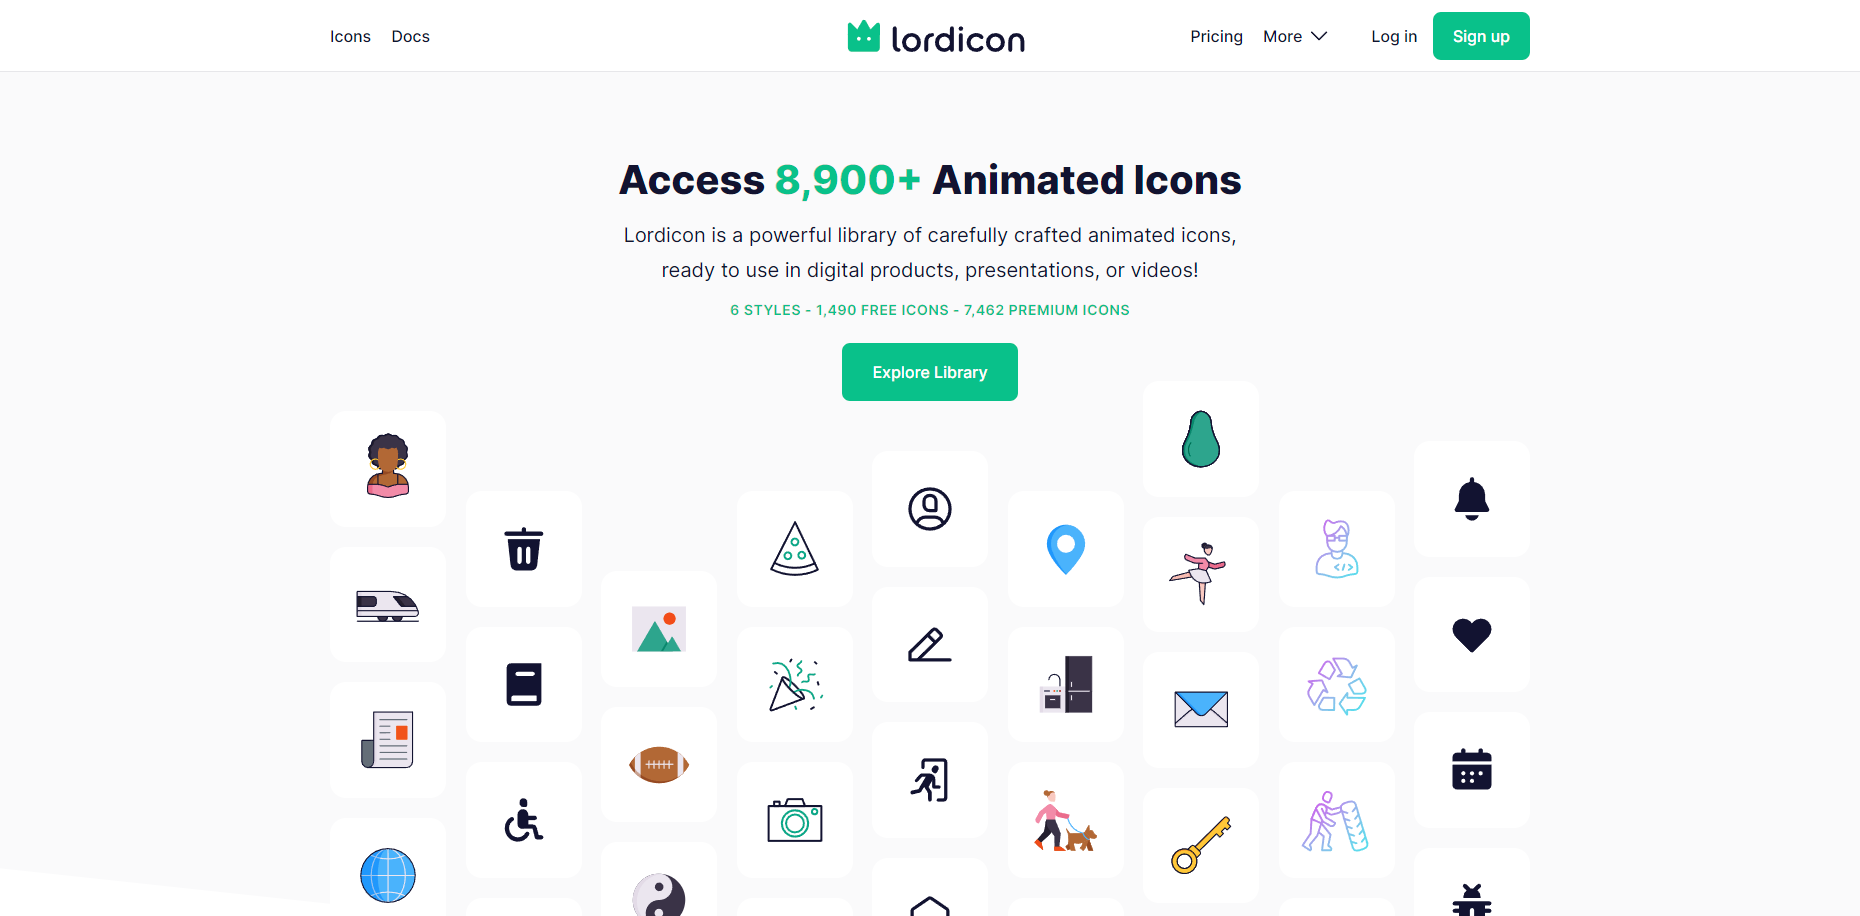 Icons Docs lordicon Pricing More Log in Sign up
Access 8,900+ Animated Icons
Lordicon is a powerful library of carefully crafted animated icons,
ready to use in digital products, presentations, or videos!
6 STYLES - 1,490 FREE ICONS - 7,462 PREMIUM ICONS
Explore Library